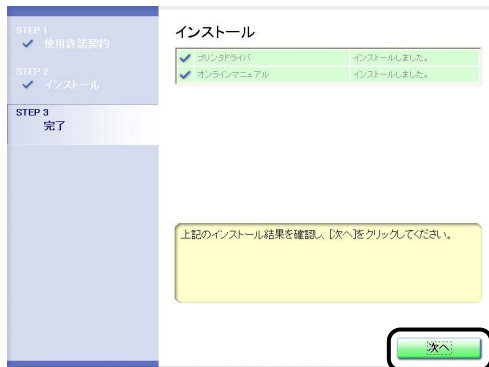 STEP 1
使用許諾契約
STEP 2
インストール
STEP 3
完了
インストール
プリンタドライバ インストールしました。
オンラインマニュアル インストールしました。
上記のインストール結果を確認し、[次へ]をクリックしてください。
次へ